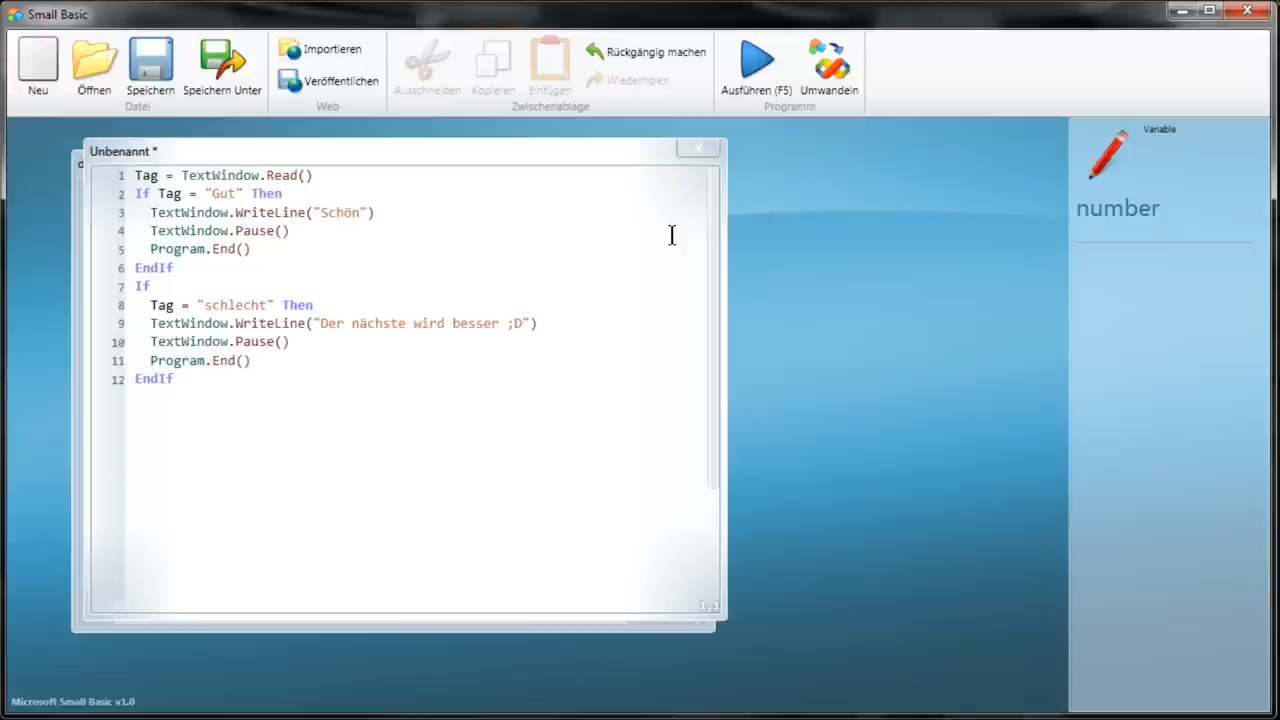 Small Basic
Neu
Öffnen
Speichern
Speichern Unter
Datei
Importieren
Veröffentlichen
Web
Ausschneiden
Kopieren
Einfügen
Rückgängig machen
Wiederholen
Zwischenablage
Ausführen (F5)
Umwandeln
Programm
Unbenannt *
1 Tag = TextWindow.Read()
2 If Tag = "Gut" Then
3 TextWindow.WriteLine("Schön")
4 TextWindow.Pause()
5 Program.End()
6 EndIf
7 If
8 Tag = "schlecht" Then
9 TextWindow.WriteLine("Der nächste wird besser ;D")
10 TextWindow.Pause()
11 Program.End()
12 EndIf
1,1
Variable
number
Microsoft Small Basic v1.0